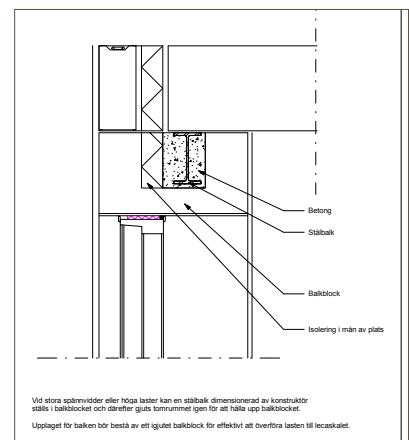 Betong
Stålbalk
Balkblock
Isolering i mån av plats
Vid stora spännvidder eller höga laster kan en stålbalk dimensionerad av konstruktör
ställs i balkblocket och därefter gjuts tomrummet igen för att hålla upp balkblocket.
Upplaget för balken bör bestå av ett igjutet balkblock för effektivt att överföra lasten till lecaskalet.